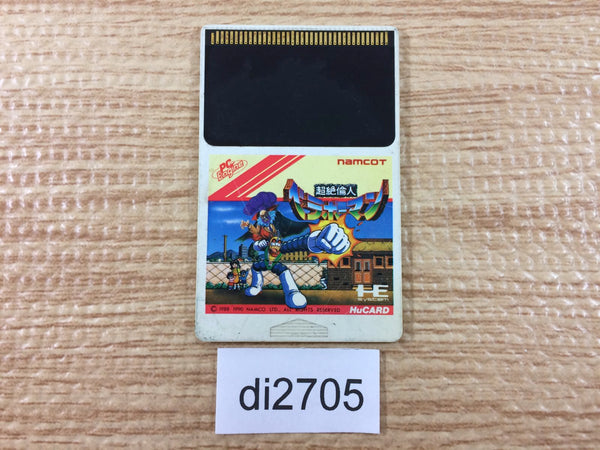 PC Engine
namcot
超絶倫人
ベラボーマン
HE
SYSTEM
© 1988 1990 NAMCO LTD., ALL RIGHTS RESERVED
HuCARD
di2705